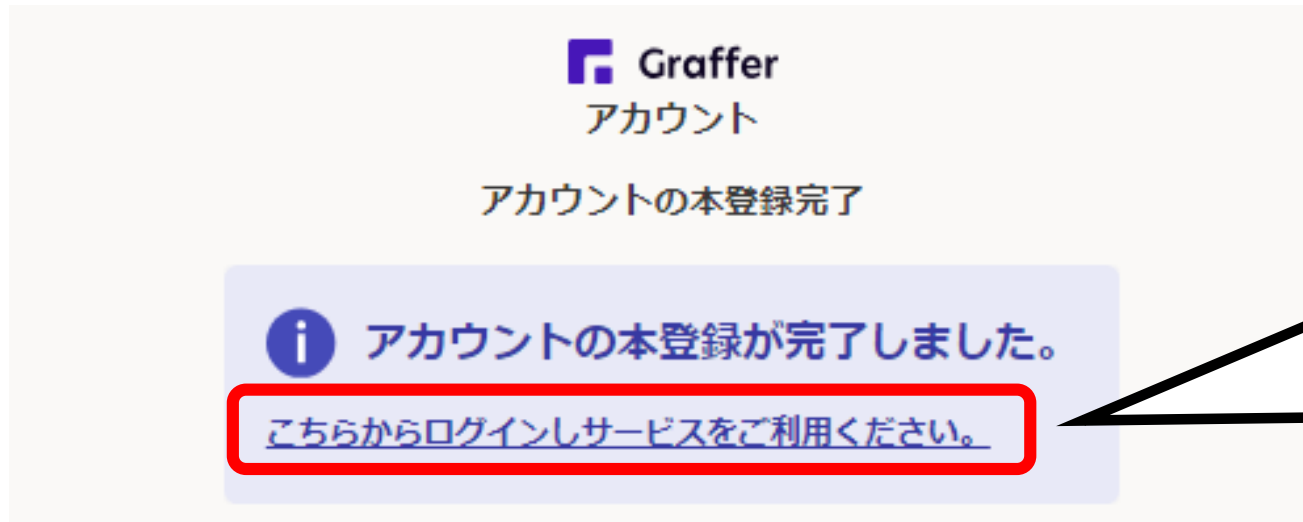 Graffer
アカウント
アカウントの本登録完了
アカウントの本登録が完了しました。
こちらからログインしサービスをご利用ください。